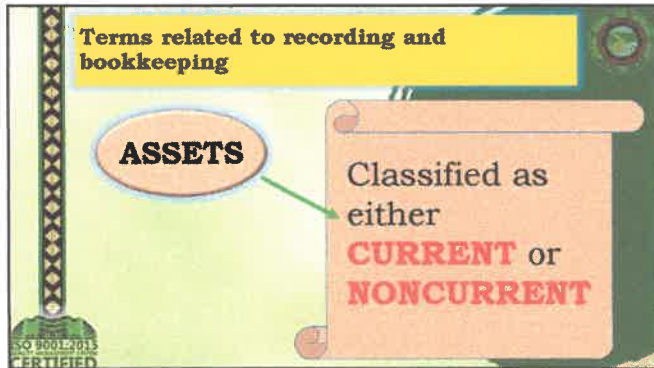 Terms related to recording and
bookkeeping
ASSETS
Classified as
either
CURRENT or
NONCURRENT
ISO 9001:2015
CERTIFIED